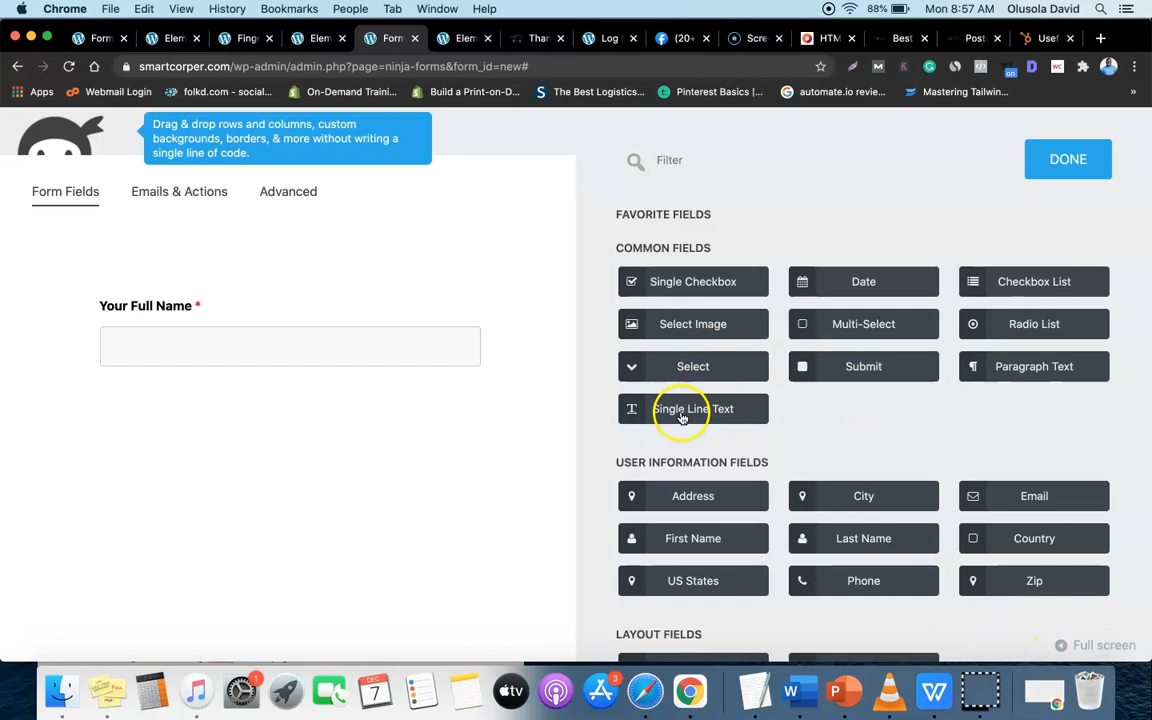 Chrome File Edit View History Bookmarks People Tab Window Help 88% Mon 8:57 AM Olusola David
Form Elem Fing Elem Form Elem Than Log (20+ Scre HTM Best Post Usef
smartcorper.com/wp-admin/admin.php?page=ninja-forms&form_id=new#
Apps Webmail Login folkd.com - social... On-Demand Traini... Build a Print-on-D... The Best Logistics... Pinterest Basics |... automate.io revie... Mastering Tailwin... »
Drag & drop rows and columns, custom
backgrounds, borders, & more without writing a
single line of code.
Filter
DONE
Form Fields Emails & Actions Advanced
FAVORITE FIELDS
COMMON FIELDS
Single Checkbox Date Checkbox List
Your Full Name *
Select Image Multi-Select Radio List
Select Submit Paragraph Text
Single Line Text
USER INFORMATION FIELDS
Address City Email
First Name Last Name Country
US States Phone Zip
LAYOUT FIELDS
Full screen